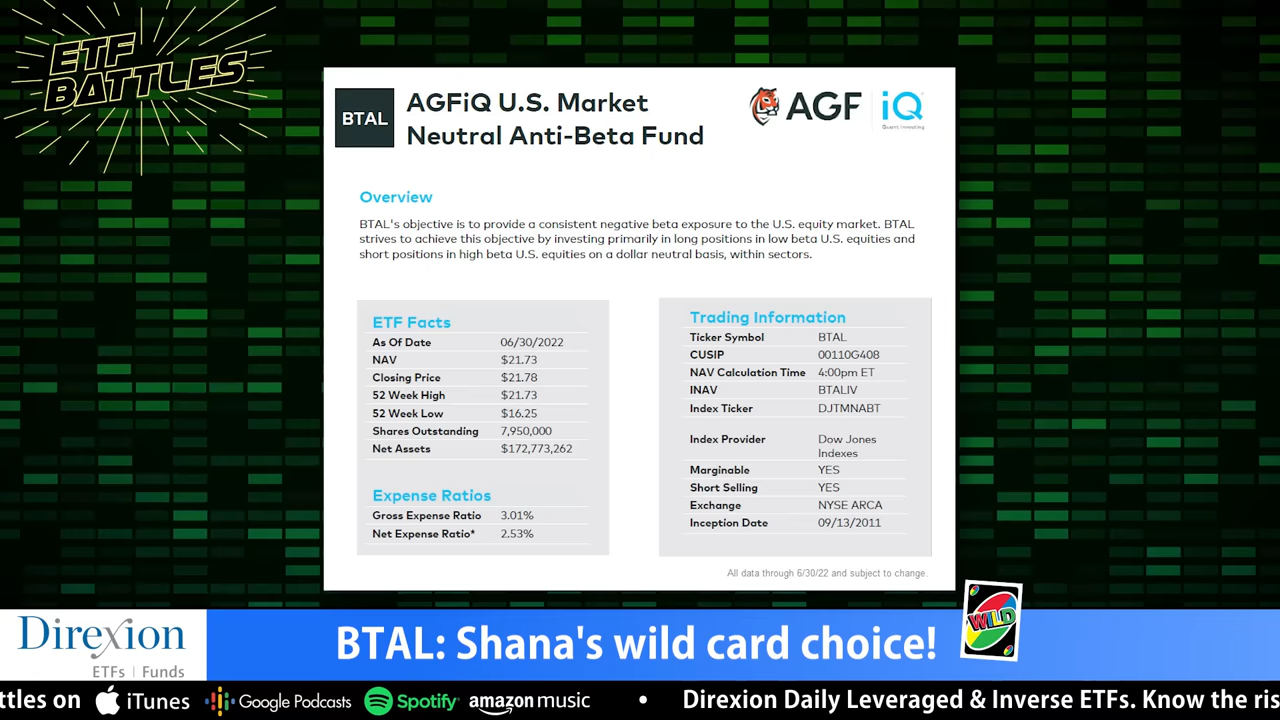 ETF
BATTLES
BTAL
AGFiQ U.S. Market
Neutral Anti-Beta Fund
AGF
iQ
Quant Investing
Overview
BTAL's objective is to provide a consistent negative beta exposure to the U.S. equity market. BTAL
strives to achieve this objective by investing primarily in long positions in low beta U.S. equities and
short positions in high beta U.S. equities on a dollar neutral basis, within sectors.
ETF Facts
As Of Date 06/30/2022
NAV $21.73
Closing Price $21.78
52 Week High $21.73
52 Week Low $16.25
Shares Outstanding 7,950,000
Net Assets $172,773,262
Expense Ratios
Gross Expense Ratio 3.01%
Net Expense Ratio* 2.53%
Trading Information
Ticker Symbol BTAL
CUSIP 00110G408
NAV Calculation Time 4:00pm ET
INAV BTALIV
Index Ticker DJTMNABT
Index Provider Dow Jones
Indexes
Marginable YES
Short Selling YES
Exchange NYSE ARCA
Inception Date 09/13/2011
All data through 6/30/22 and subject to change.
Direxion
ETFs | Funds
BTAL: Shana's wild card choice!
WILD
ttles on iTunes Google Podcasts Spotify amazon music • Direxion Daily Leveraged & Inverse ETFs. Know the ris